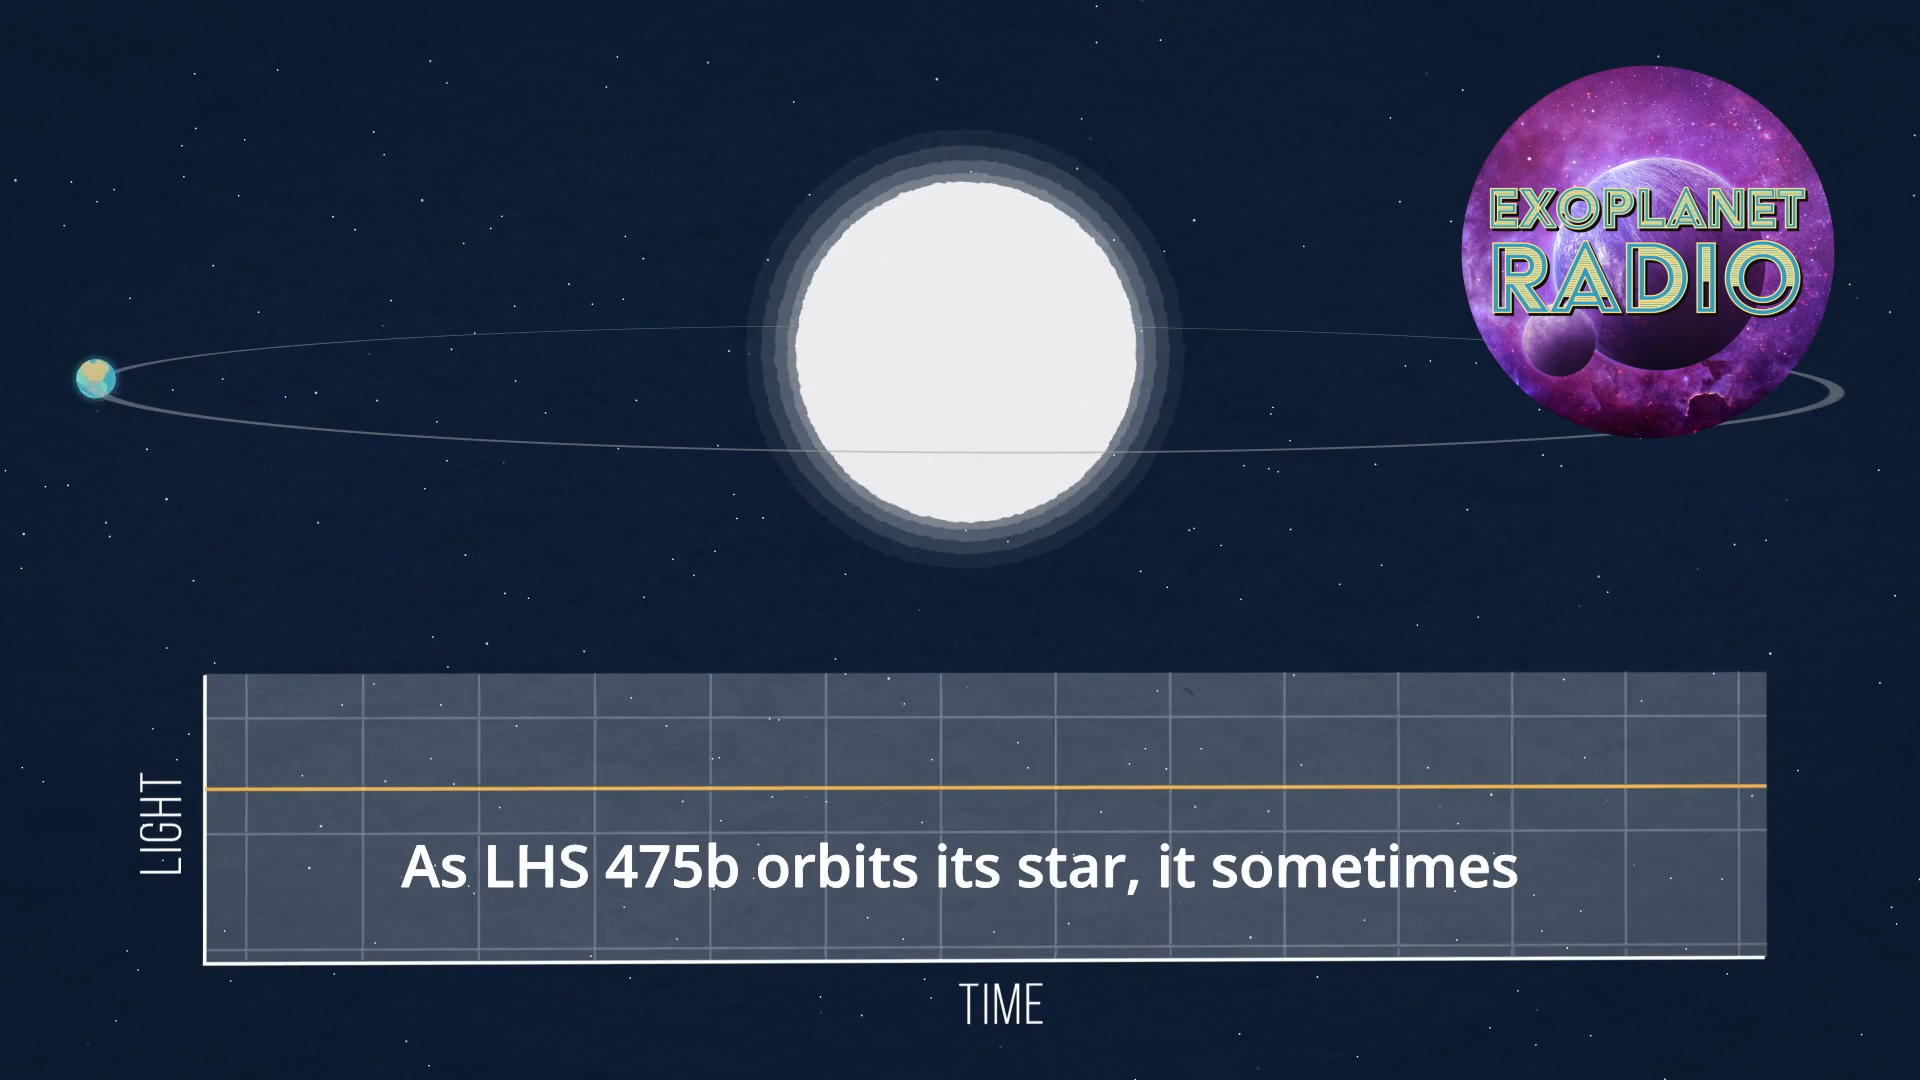 EXOPLANET
RADIO
LIGHT
As LHS 475b orbits its star, it sometimes
TIME